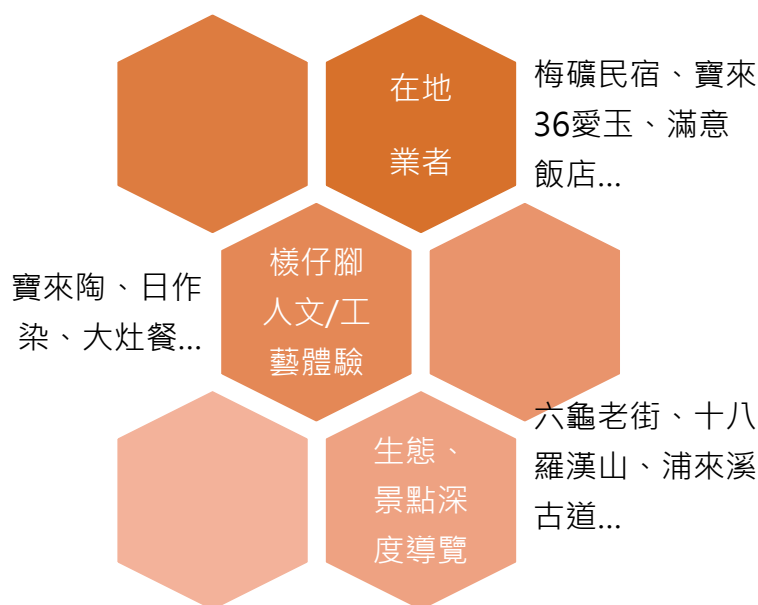 在地
業者
梅礦民宿、寶來
36愛玉、滿意
飯店...
檨仔腳
人文/工
藝體驗
寶來陶、日作
染、大灶餐...
生態、
景點深
度導覽
六龜老街、十八
羅漢山、浦來溪
古道...